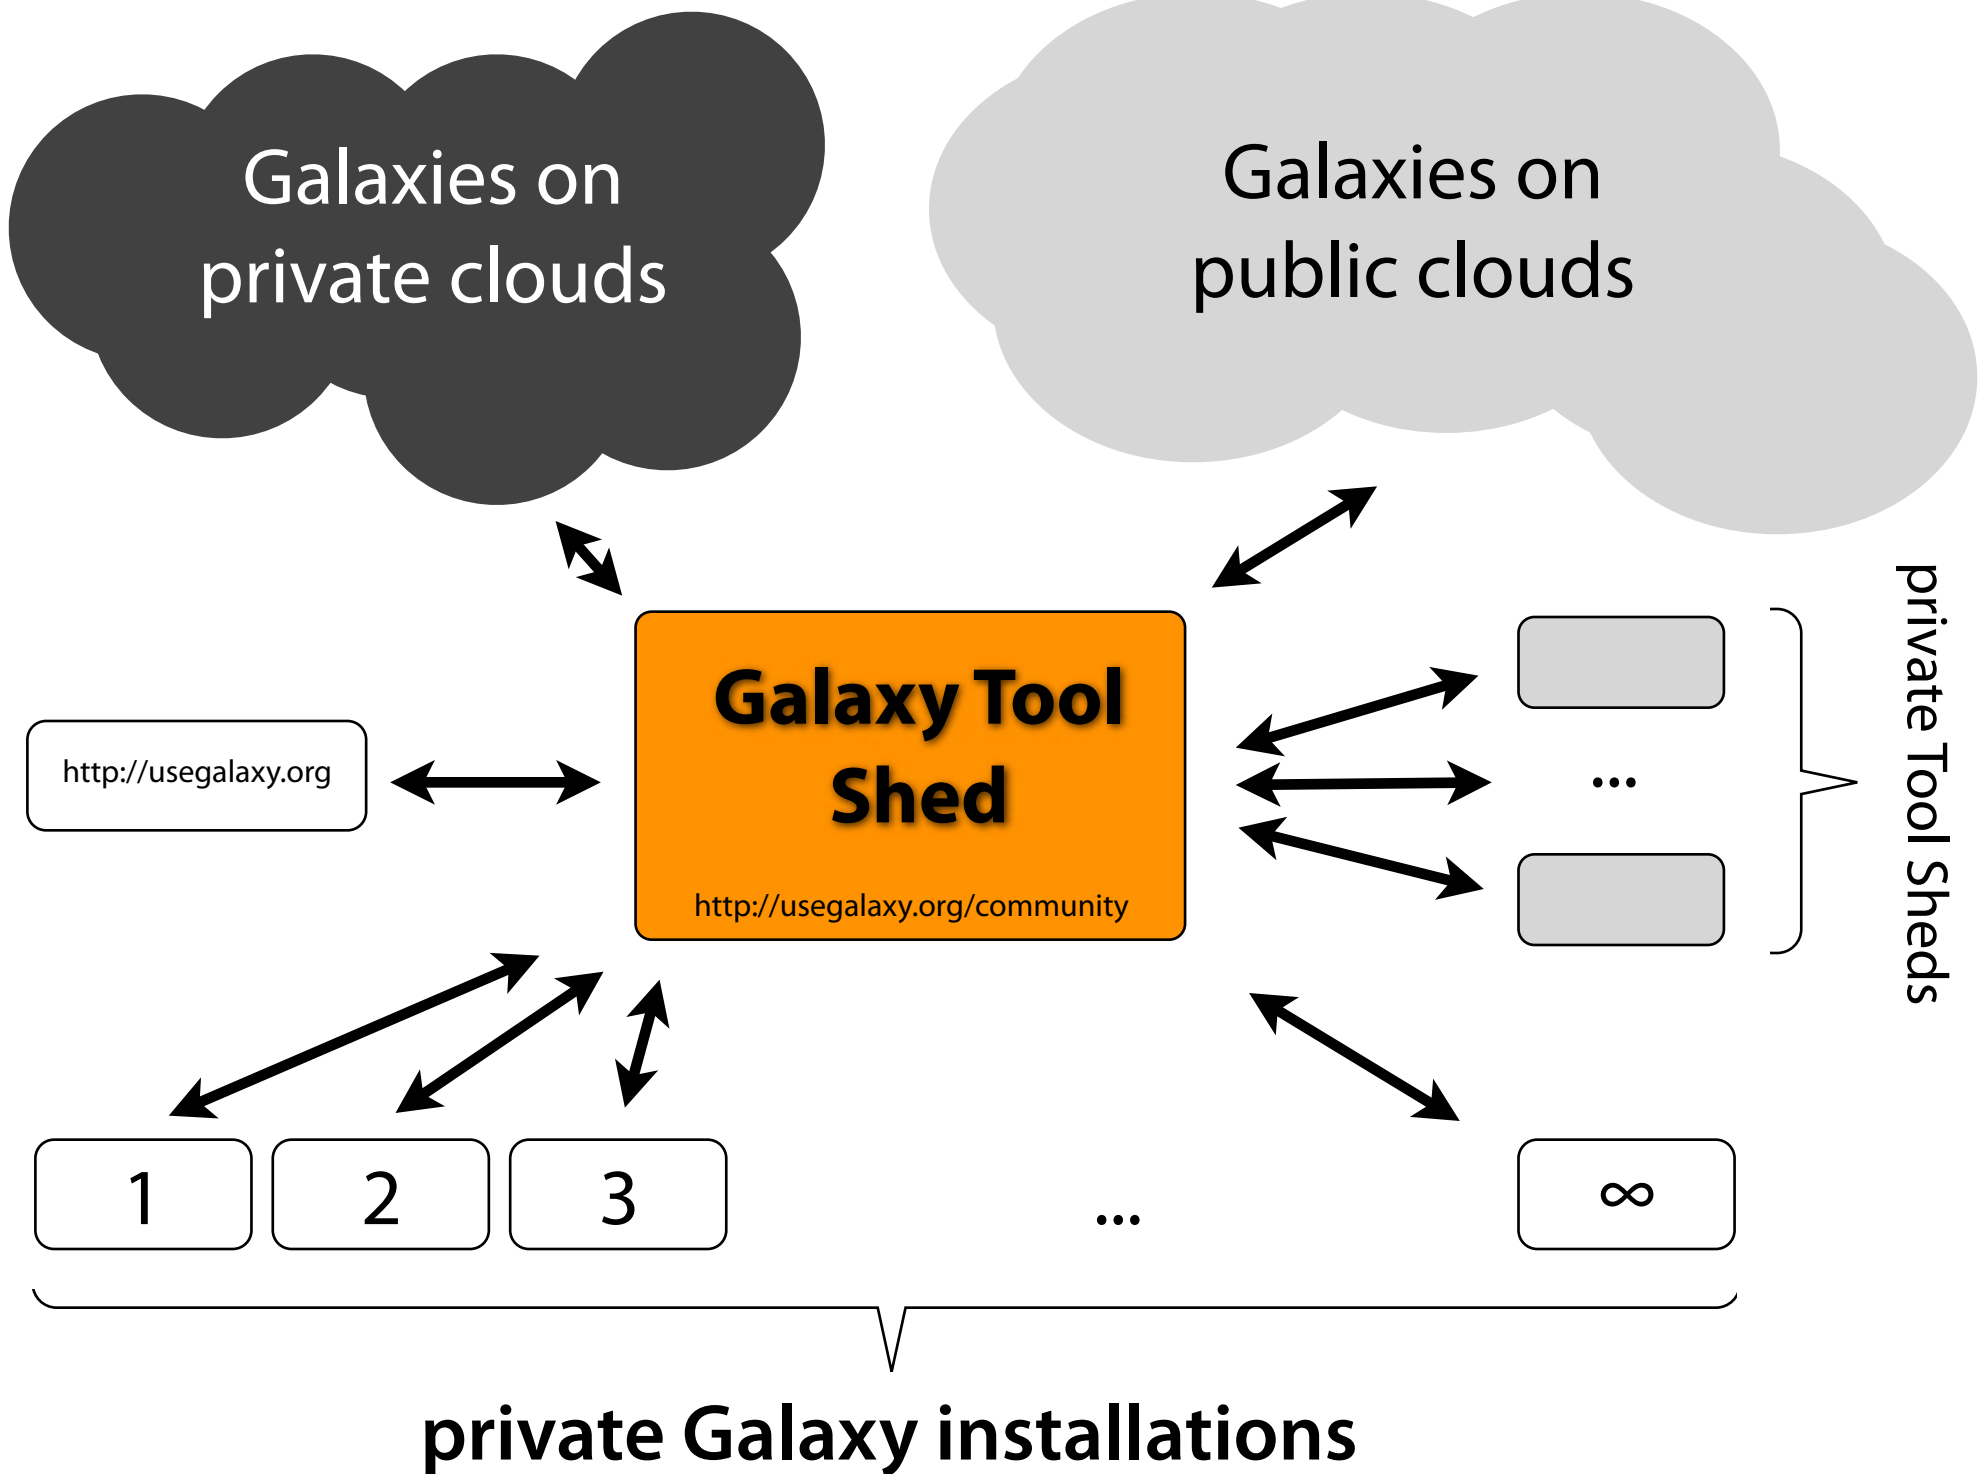 Galaxies on
private clouds
Galaxies on
public clouds
Galaxy Tool
Shed
http://usegalaxy.org/community
http://usegalaxy.org
...
private Tool Sheds
1
2
3
...
∞
private Galaxy installations